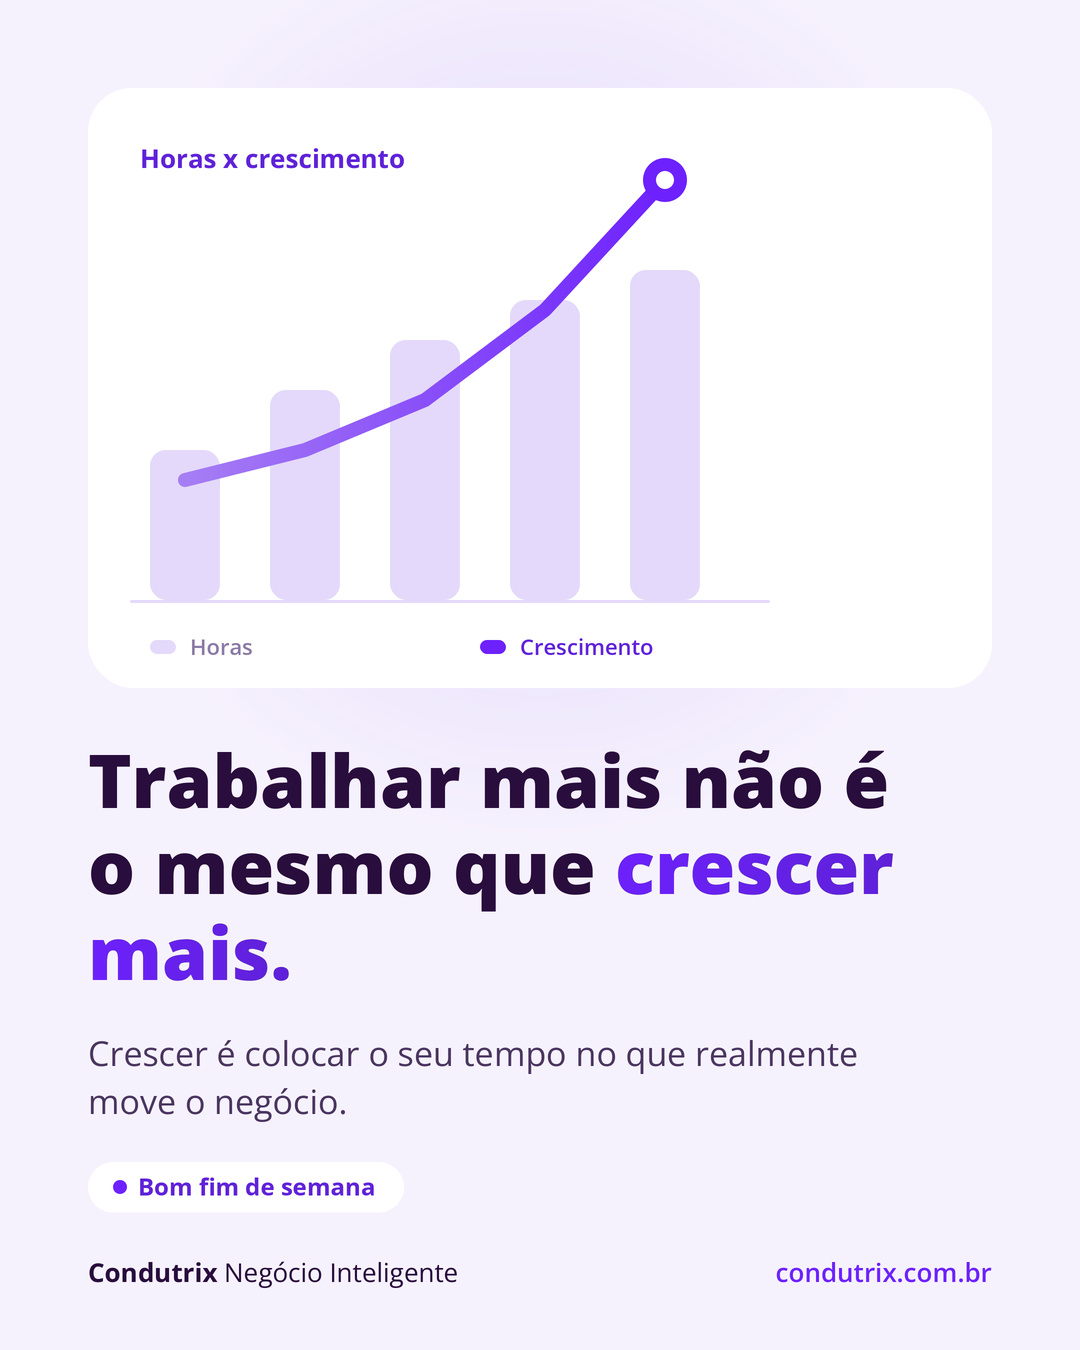 Horas x crescimento
Horas
Crescimento
Trabalhar mais não é
o mesmo que crescer
mais.
Crescer é colocar o seu tempo no que realmente
move o negócio.
Bom fim de semana
Condutrix Negócio Inteligente
condutrix.com.br